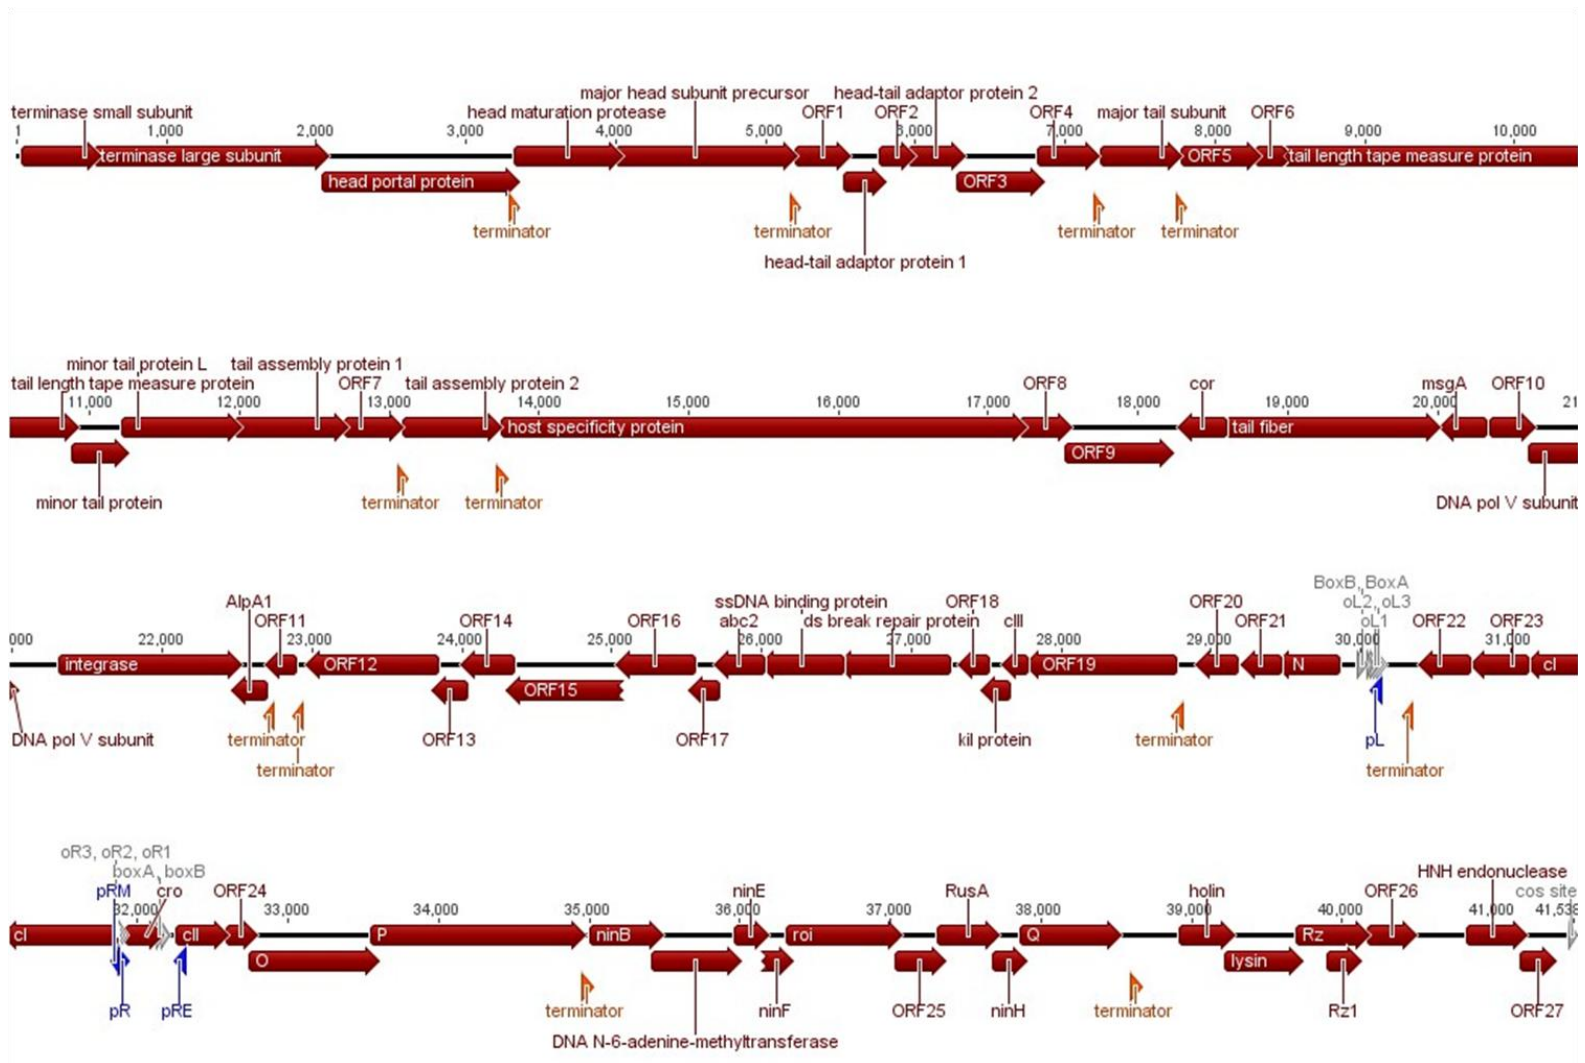 major head subunit precursor head-tail adaptor protein 2
terminase small subunit head maturation protease ORF1 ORF2 ORF4 major tail subunit ORF6
1 1,000 2,000 3,000 4,000 5,000 6,000 7,000 8,000 9,000 10,000
terminase large subunit ORF5 tail length tape measure protein
head portal protein ORF3
terminator terminator terminator terminator
head-tail adaptor protein 1
minor tail protein L tail assembly protein 1
tail length tape measure protein ORF7 tail assembly protein 2 ORF8 cor msgA ORF10
11,000 12,000 13,000 14,000 15,000 16,000 17,000 18,000 19,000 20,000 21
host specificity protein tail fiber
ORF9
minor tail protein terminator terminator DNA pol V subunit
BoxB, BoxA
AlpA1 ssDNA binding protein ORF18 ORF20 oL2, oL3
ORF11 ORF14 ORF16 abc2 ds break repair protein cIII ORF21 oL1 ORF22 ORF23
000 22,000 23,000 24,000 25,000 26,000 27,000 28,000 29,000 30,000 31,000
integrase ORF12 ORF19 N cI
ORF15
DNA pol V subunit terminator ORF13 ORF17 kil protein terminator pL
terminator terminator
oR3, oR2, oR1
boxA, boxB HNH endonuclease
pRM cro ORF24 ninE RusA holin ORF26 cos site
32,000 33,000 34,000 35,000 36,000 37,000 38,000 39,000 40,000 41,000 41,538
cI cII P ninB roi Q Rz
O lysin
pR pRE terminator ninF ORF25 ninH terminator Rz1 ORF27
DNA N-6-adenine-methyltransferase